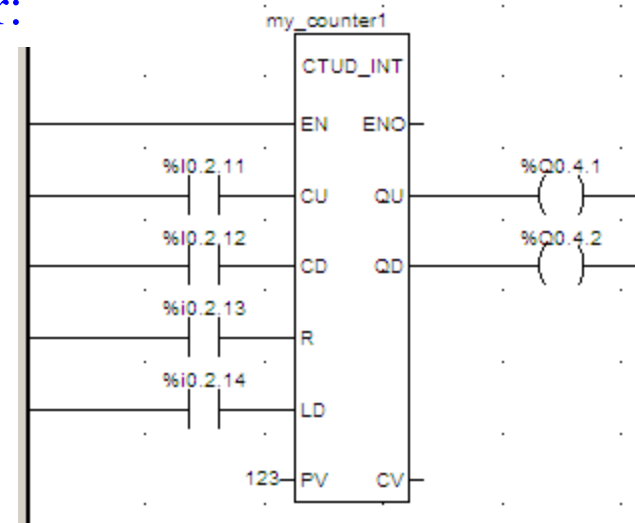 r:
my_counter1
CTUD_INT
EN ENO
%I0.2.11 %Q0.4.1
CU QU
%I0.2.12 %Q0.4.2
CD QD
%i0.2.13
R
%i0.2.14
LD
123 PV CV